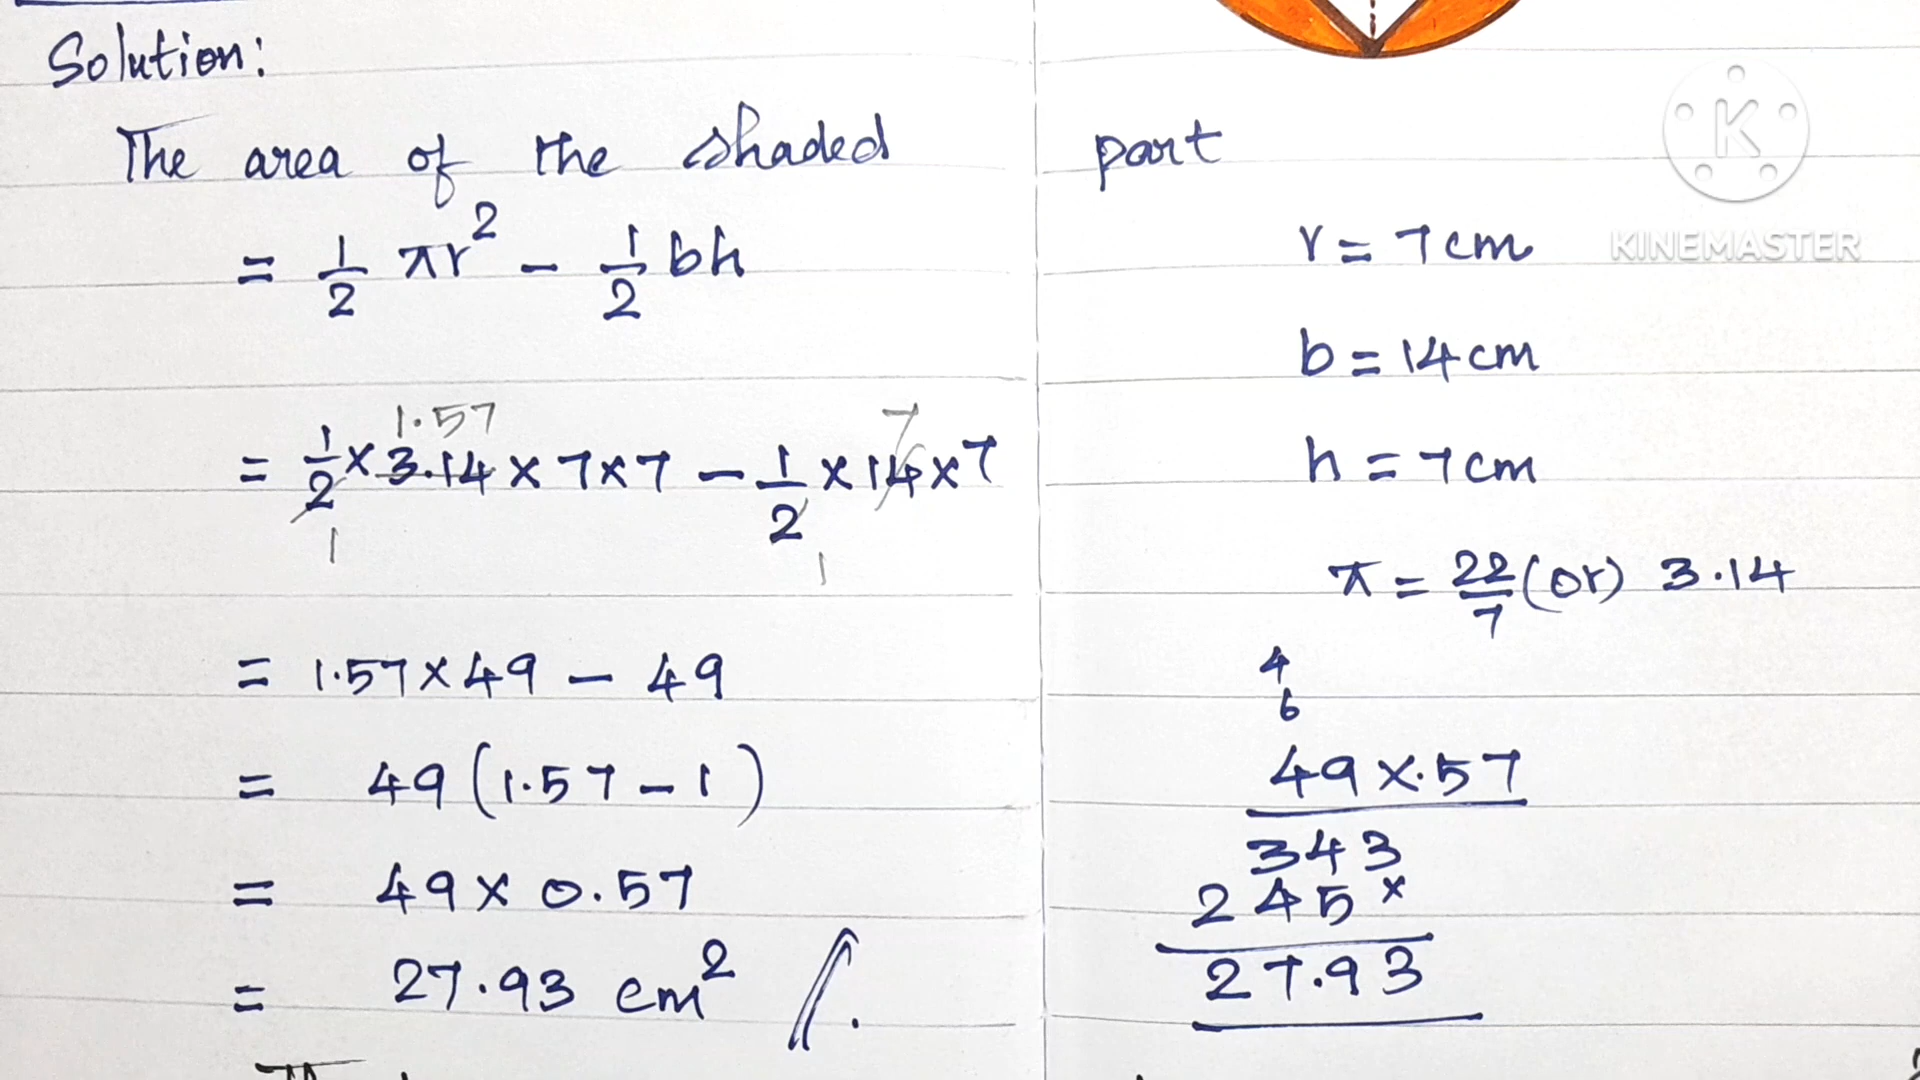 Solution:
The area of the shaded part
= 1/2 πr² - 1/2 bh
r = 7cm
K
KINEMASTER
b = 14cm
1.57 7
= 1/2 × 3.14 × 7 × 7 - 1/2 × 14 × 7
1 1
h = 7cm
π = 22/7 (or) 3.14
= 1.57 × 49 - 49
4
6
= 49 (1.57 - 1)
49 × .57
343
= 49 × 0.57
245×
= 27.93 cm² //.
27.93